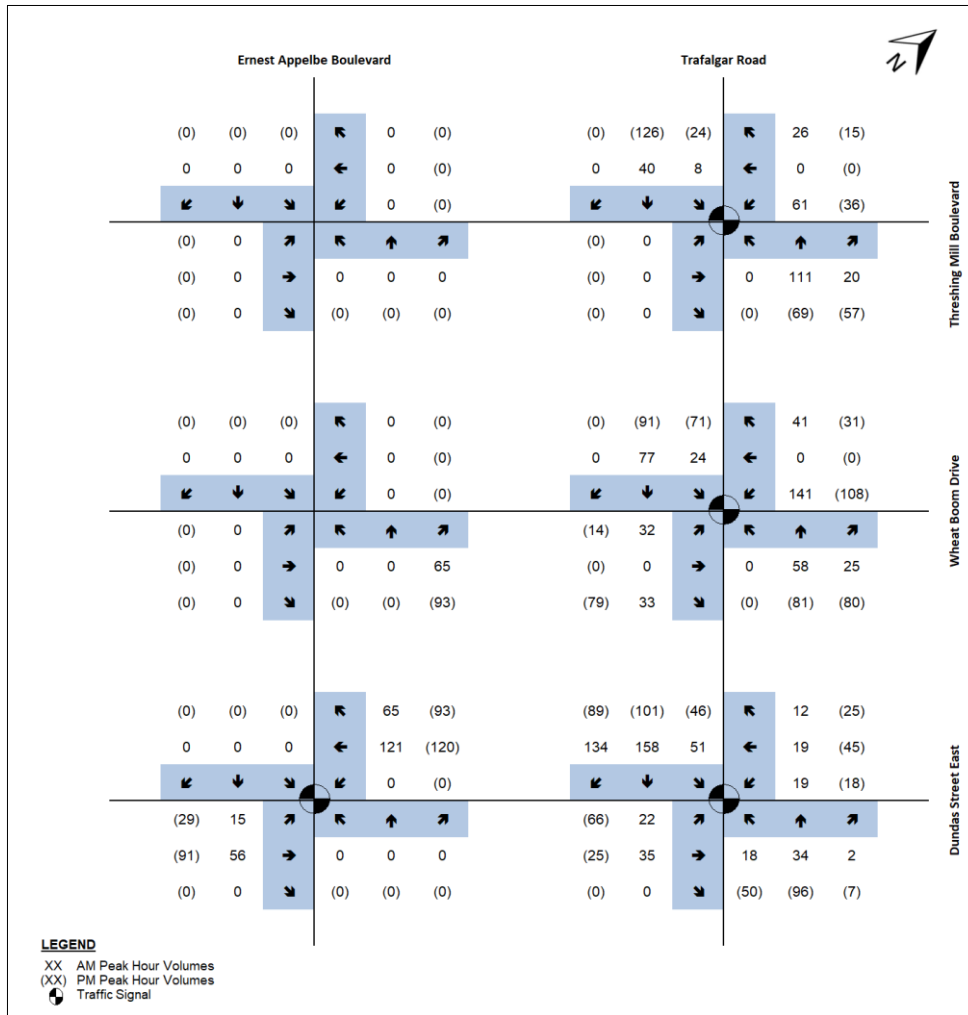 Ernest Appelbe Boulevard Trafalgar Road
N
(0) (0) (0) 0 (0) (0) (126) (24) 26 (15)
0 0 0 0 (0) 0 40 8 0 (0)
0 (0) 61 (36)
(0) 0 (0) 0
(0) 0 0 0 0 (0) 0 0 111 20
(0) 0 (0) (0) (0) (0) 0 (0) (69) (57)
Threshing Mill Boulevard
(0) (0) (0) 0 (0) (0) (91) (71) 41 (31)
0 0 0 0 (0) 0 77 24 0 (0)
0 (0) 141 (108)
(0) 0 (14) 32
(0) 0 0 0 65 (0) 0 0 58 25
(0) 0 (0) (0) (93) (79) 33 (0) (81) (80)
Wheat Boom Drive
(0) (0) (0) 65 (93) (89) (101) (46) 12 (25)
0 0 0 121 (120) 134 158 51 19 (45)
0 (0) 19 (18)
(29) 15 (66) 22
(91) 56 0 0 0 (25) 35 18 34 2
(0) 0 (0) (0) (0) (0) 0 (50) (96) (7)
Dundas Street East
LEGEND
XX AM Peak Hour Volumes
(XX) PM Peak Hour Volumes
Traffic Signal